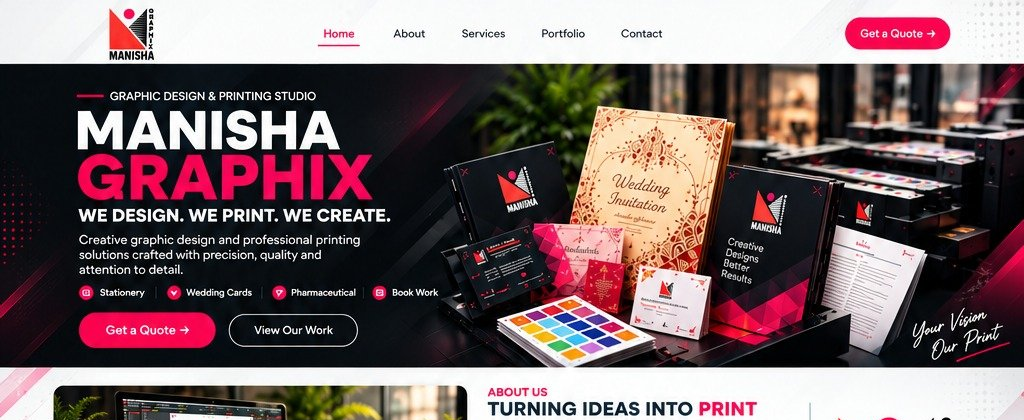 GRAPHIX
MANISHA
Home
About
Services
Portfolio
Contact
Get a Quote →
GRAPHIC DESIGN & PRINTING STUDIO
MANISHA
GRAPHIX
WE DESIGN. WE PRINT. WE CREATE.
Creative graphic design and professional printing
solutions crafted with precision, quality and
attention to detail.
Stationery
Wedding Cards
Pharmaceutical
Book Work
Get a Quote →
View Our Work
MANISHA
Wedding
Invitation
MANISHA
Creative
Designs
Better
Results
Your Vision
Our Print
ABOUT US
TURNING IDEAS INTO PRINT